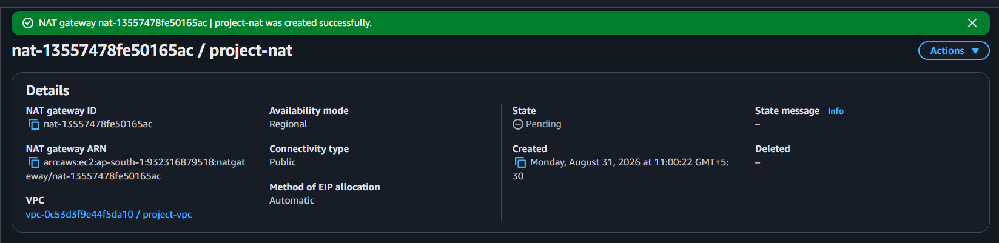 NAT gateway nat-13557478fe50165ac | project-nat was created successfully.
nat-13557478fe50165ac / project-nat
Actions
Details
NAT gateway ID
nat-13557478fe50165ac
NAT gateway ARN
arn:aws:ec2:ap-south-1:932316879518:natgat
eway/nat-13557478fe50165ac
VPC
vpc-0c53d3f9e44f5da10 / project-vpc
Availability mode
Regional
Connectivity type
Public
Method of EIP allocation
Automatic
State
Pending
Created
Monday, August 31, 2026 at 11:00:22 GMT+5:
30
State message Info
–
Deleted
–